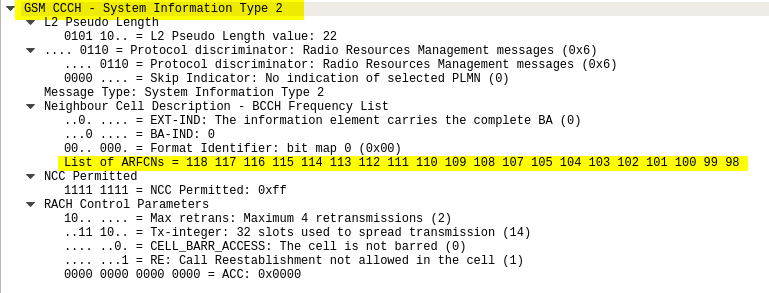 GSM CCCH - System Information Type 2
L2 Pseudo Length
0101 10.. = L2 Pseudo Length value: 22
.... 0110 = Protocol discriminator: Radio Resources Management messages (0x6)
.... 0110 = Protocol discriminator: Radio Resources Management messages (0x6)
0000 .... = Skip Indicator: No indication of selected PLMN (0)
Message Type: System Information Type 2
Neighbour Cell Description - BCCH Frequency List
..0. .... = EXT-IND: The information element carries the complete BA (0)
...0 .... = BA-IND: 0
00.. 000. = Format Identifier: bit map 0 (0x00)
List of ARFCNs = 118 117 116 115 114 113 112 111 110 109 108 107 105 104 103 102 101 100 99 98
NCC Permitted
1111 1111 = NCC Permitted: 0xff
RACH Control Parameters
10.. .... = Max retrans: Maximum 4 retransmissions (2)
..11 10.. = Tx-integer: 32 slots used to spread transmission (14)
.... ..0. = CELL_BARR_ACCESS: The cell is not barred (0)
.... ...1 = RE: Call Reestablishment not allowed in the cell (1)
0000 0000 0000 0000 = ACC: 0x0000